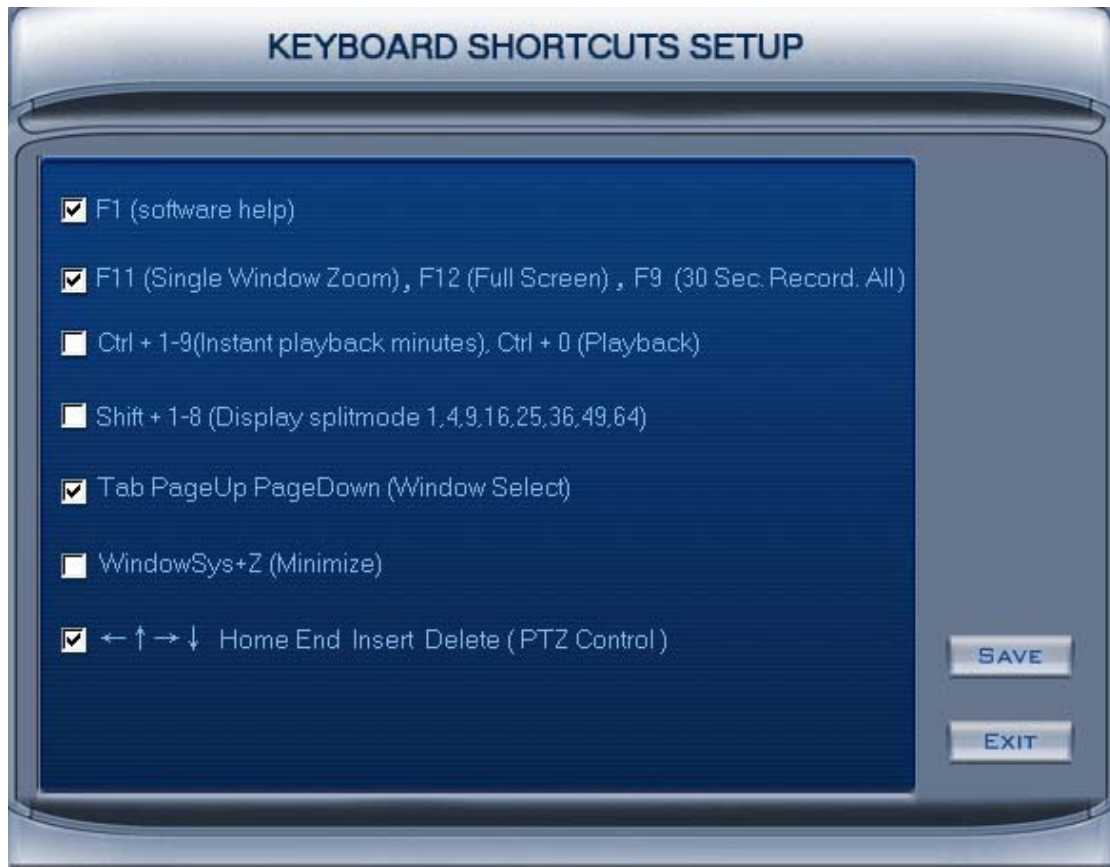 KEYBOARD SHORTCUTS SETUP
F1 (software help)
F11 (Single Window Zoom) , F12 (Full Screen) , F9 (30 Sec. Record. All)
Ctrl + 1-9(Instant playback minutes), Ctrl + 0 (Playback)
Shift + 1-8 (Display splitmode 1,4,9,16,25,36,49,64)
Tab PageUp PageDown (Window Select)
WindowSys+Z (Minimize)
←↑→↓ Home End Insert Delete ( PTZ Control )
SAVE
EXIT